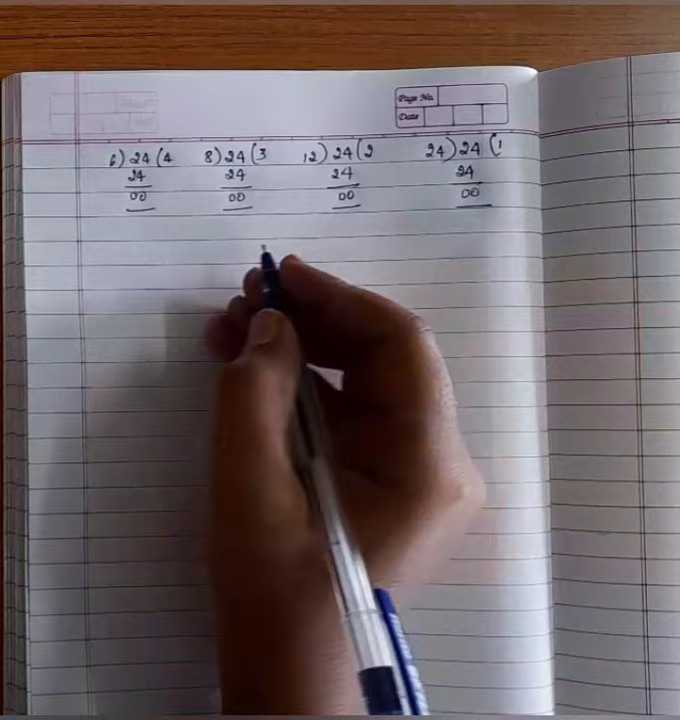 Page No.
Date
6) 24 (4 8) 24 (3 12) 24 (2 24) 24 (1
24 24 24 24
00 00 00 00